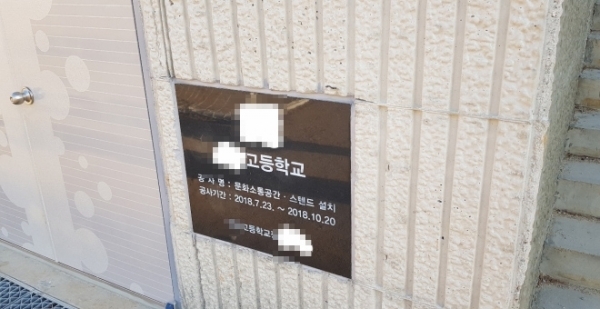 고등학교
공 사 명 : 문화소통공간 · 스텐드 설치
공사기간 : 2018.7.23. ~ 2018.10.20
고등학교